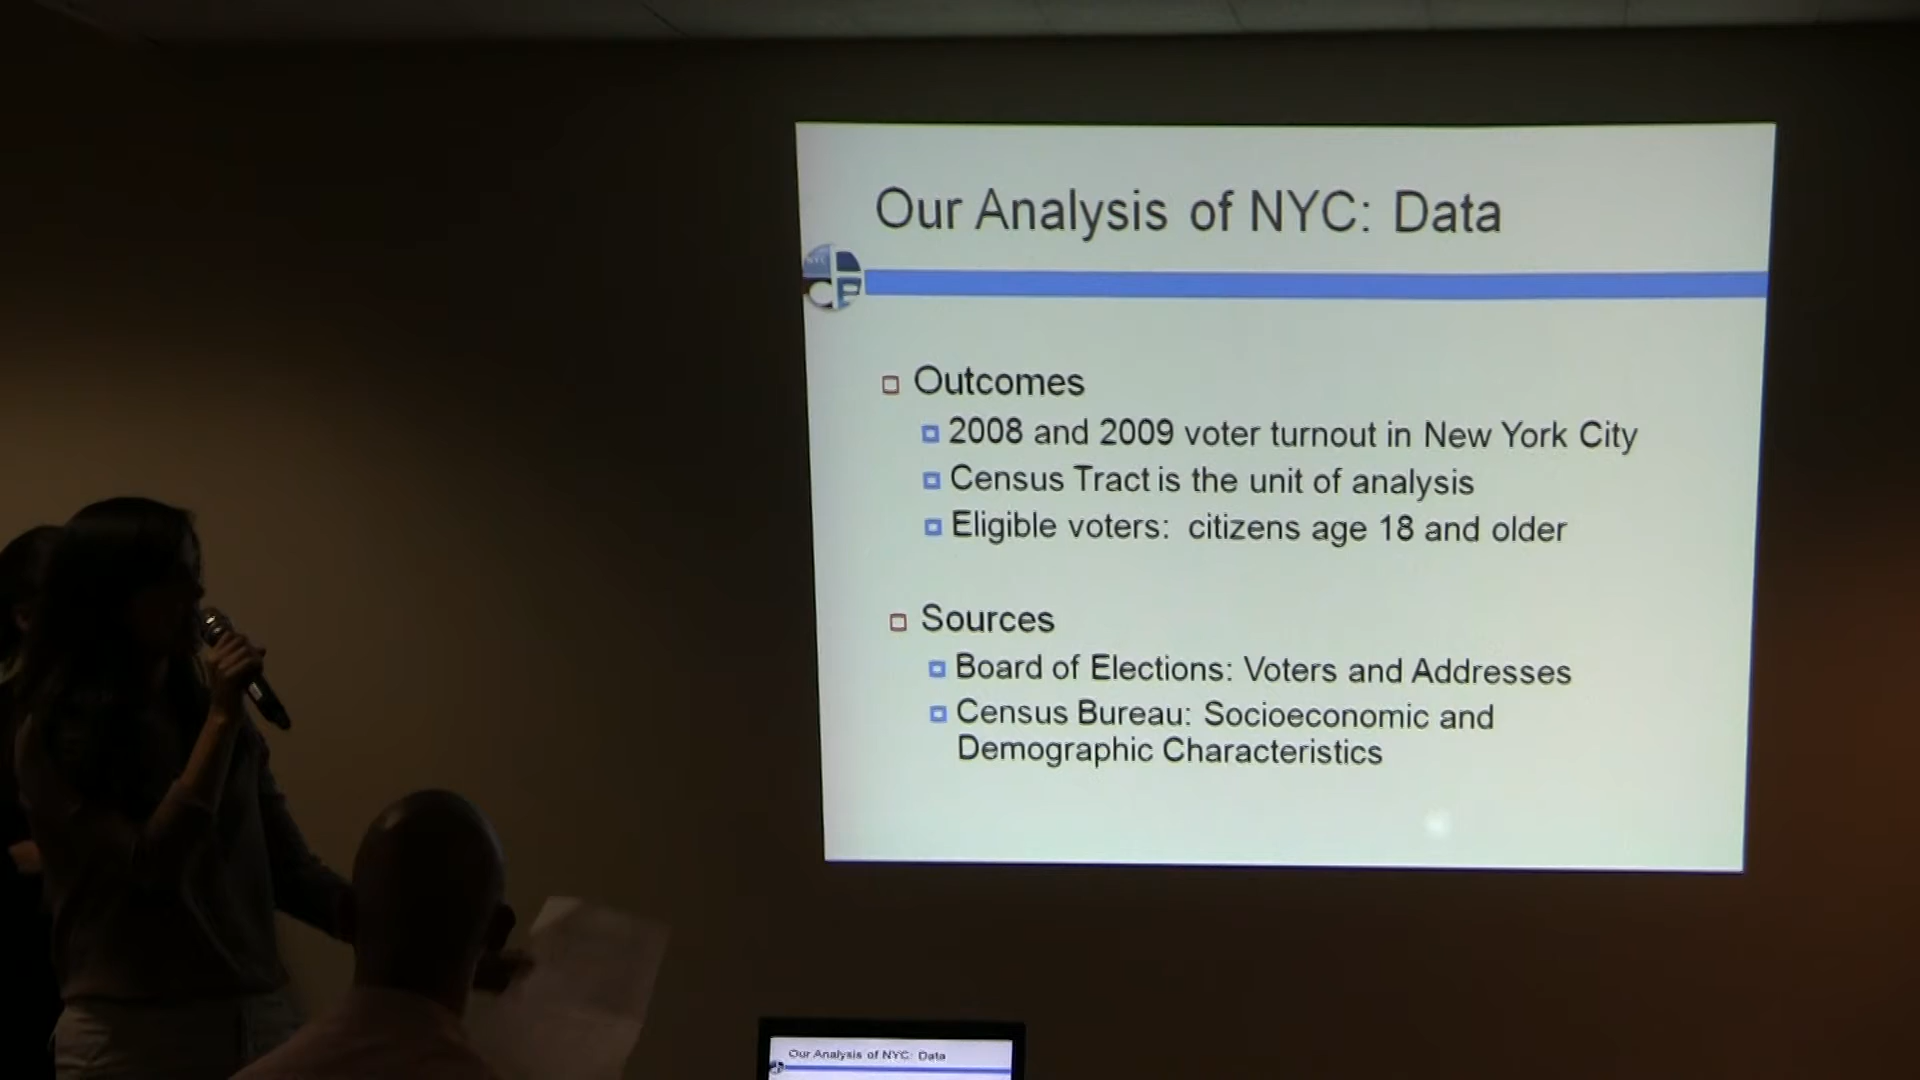 Our Analysis of NYC: Data
NYC
Outcomes
2008 and 2009 voter turnout in New York City
Census Tract is the unit of analysis
Eligible voters: citizens age 18 and older
Sources
Board of Elections: Voters and Addresses
Census Bureau: Socioeconomic and
Demographic Characteristics
Our Analysis of NYC: Data